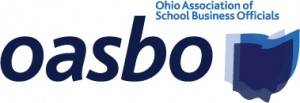 Ohio Association of
School Business Officials
oasbo